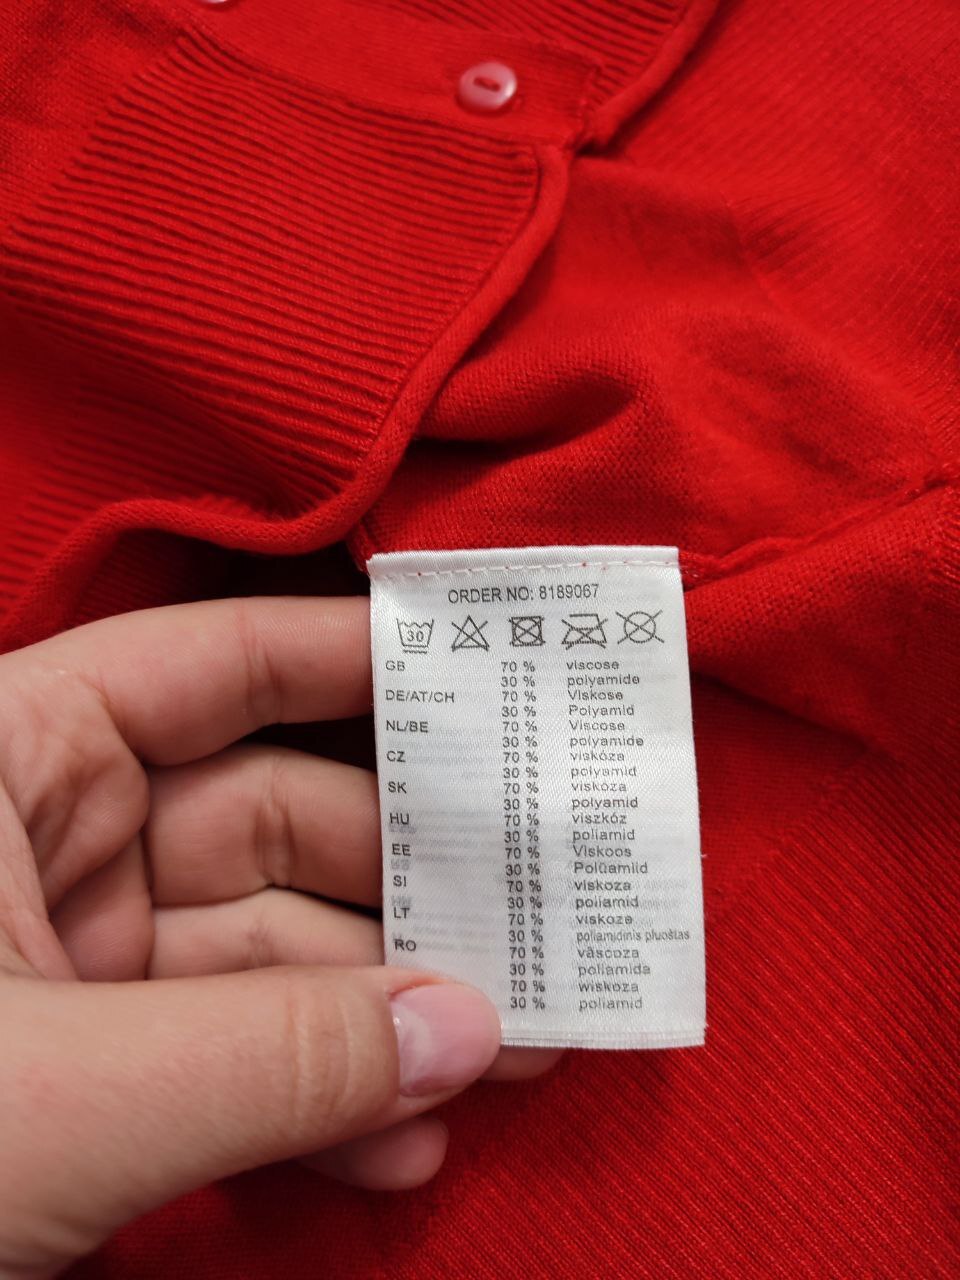 ORDER NO: 8189067
30
GB 70 % viscose
30 % polyamide
DE/AT/CH 70 % Viskose
30 % Polyamid
NL/BE 70 % Viscose
30 % polyamide
CZ 70 % viskóza
30 % polyamid
SK 70 % viskóza
30 % polyamid
HU 70 % viszkóz
30 % poliamid
EE 70 % Viskoos
30 % Polüamiid
SI 70 % viskoza
30 % poliamid
LT 70 % viskoze
30 % poliamidinis pluoštas
RO 70 % vâscoza
30 % poliamida
70 % wiskoza
30 % poliamid